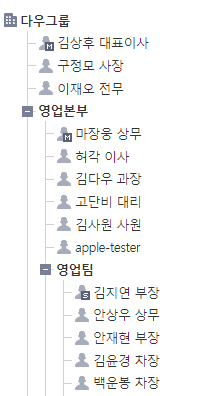 다우그룹
김상후 대표이사
구정모 사장
이재오 전무
영업본부
마장웅 상무
허각 이사
김다우 과장
고단비 대리
김사원 사원
apple-tester
영업팀
김지연 부장
안상우 상무
안재현 부장
김윤경 차장
백운봉 차장